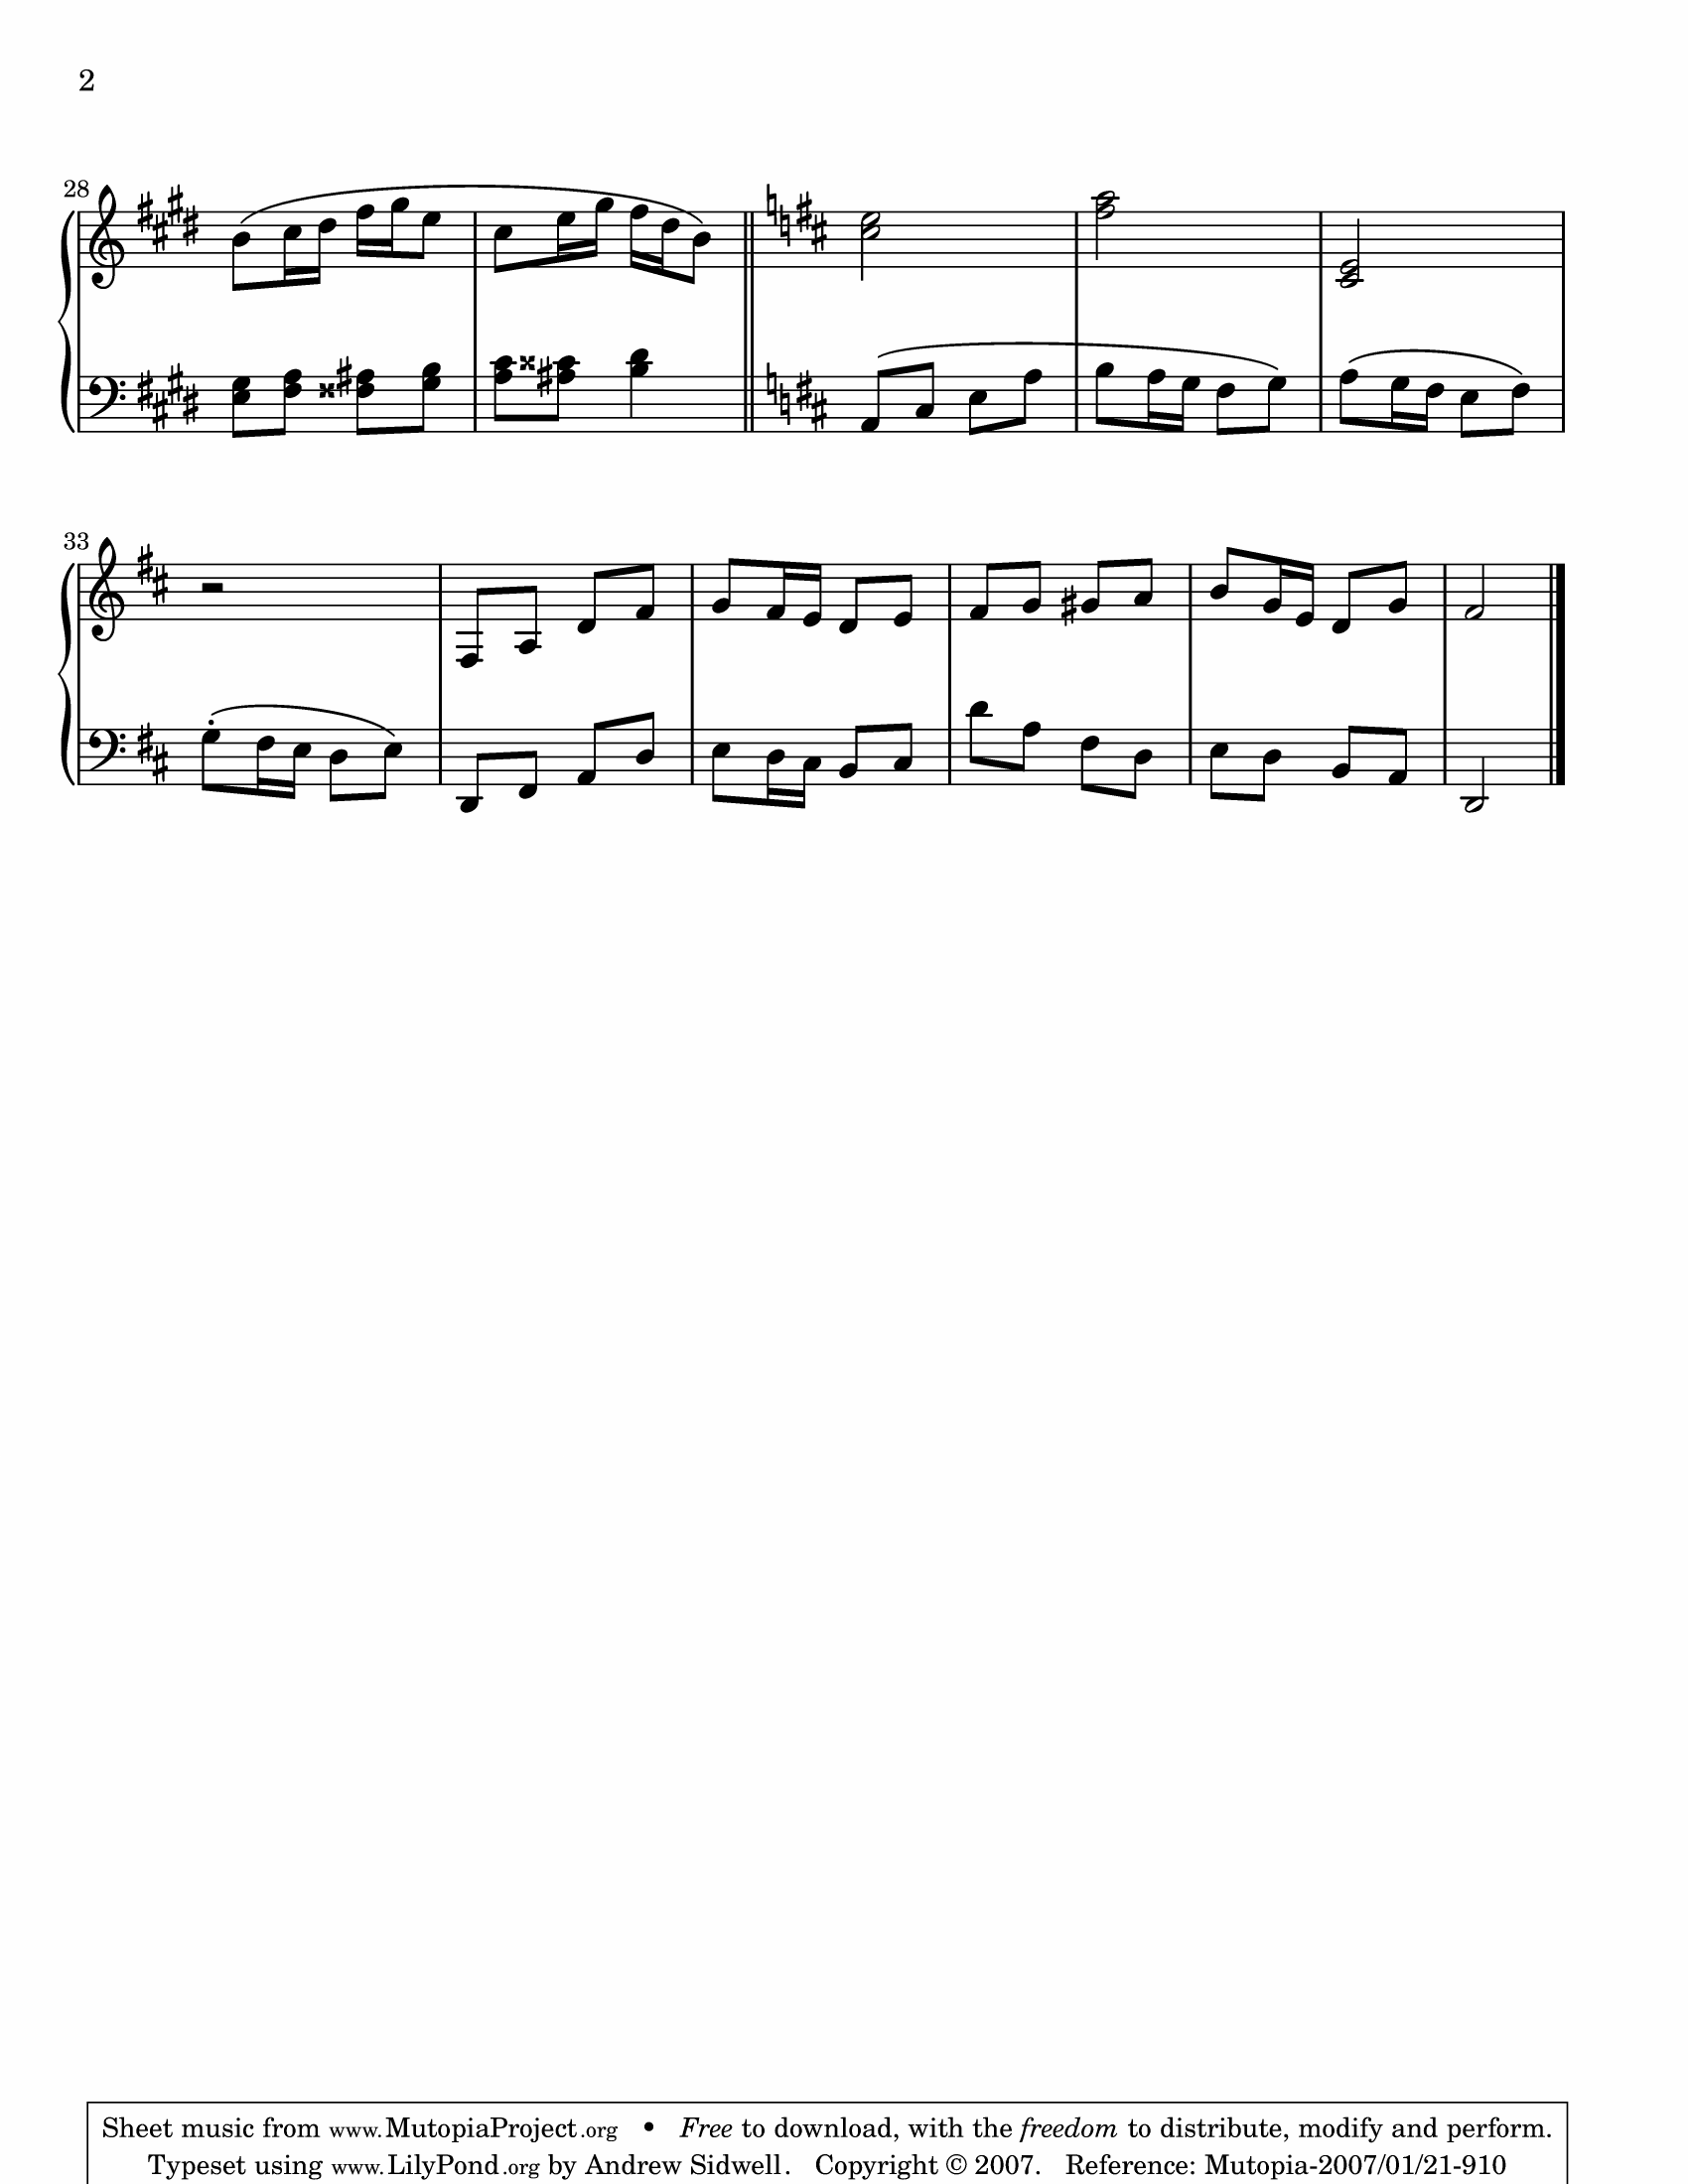 2
28
33
Sheet music from www.MutopiaProject.org • Free to download, with the freedom to distribute, modify and perform.
Typeset using www.LilyPond.org by Andrew Sidwell. Copyright © 2007. Reference: Mutopia-2007/01/21-910